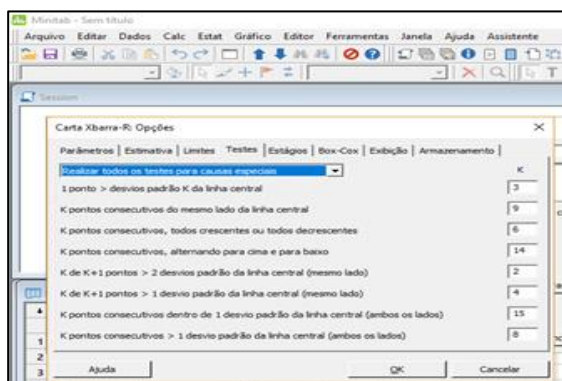 Minitab - Sem título
Arquivo Editar Dados Calc Estat Gráfico Editor Ferramentas Janela Ajuda Assistente
Session
Carta Xbarra-R: Opções
Parâmetros Estimativa Limites Testes Estágios Box-Cox Exibição Armazenamento
Realizar todos os testes para causas especiais K
1 ponto > desvios padrão K da linha central 3
K pontos consecutivos do mesmo lado da linha central 9
K pontos consecutivos, todos crescentes ou todos decrescentes 6
K pontos consecutivos, alternando para cima e para baixo 14
K de K+1 pontos > 2 desvios padrão da linha central (mesmo lado) 2
K de K+1 pontos > 1 desvio padrão da linha central (mesmo lado) 4
K pontos consecutivos dentro de 1 desvio padrão da linha central (ambos os lados) 15
K pontos consecutivos > 1 desvio padrão da linha central (ambos os lados) 8
1
2
3
Ajuda OK Cancelar